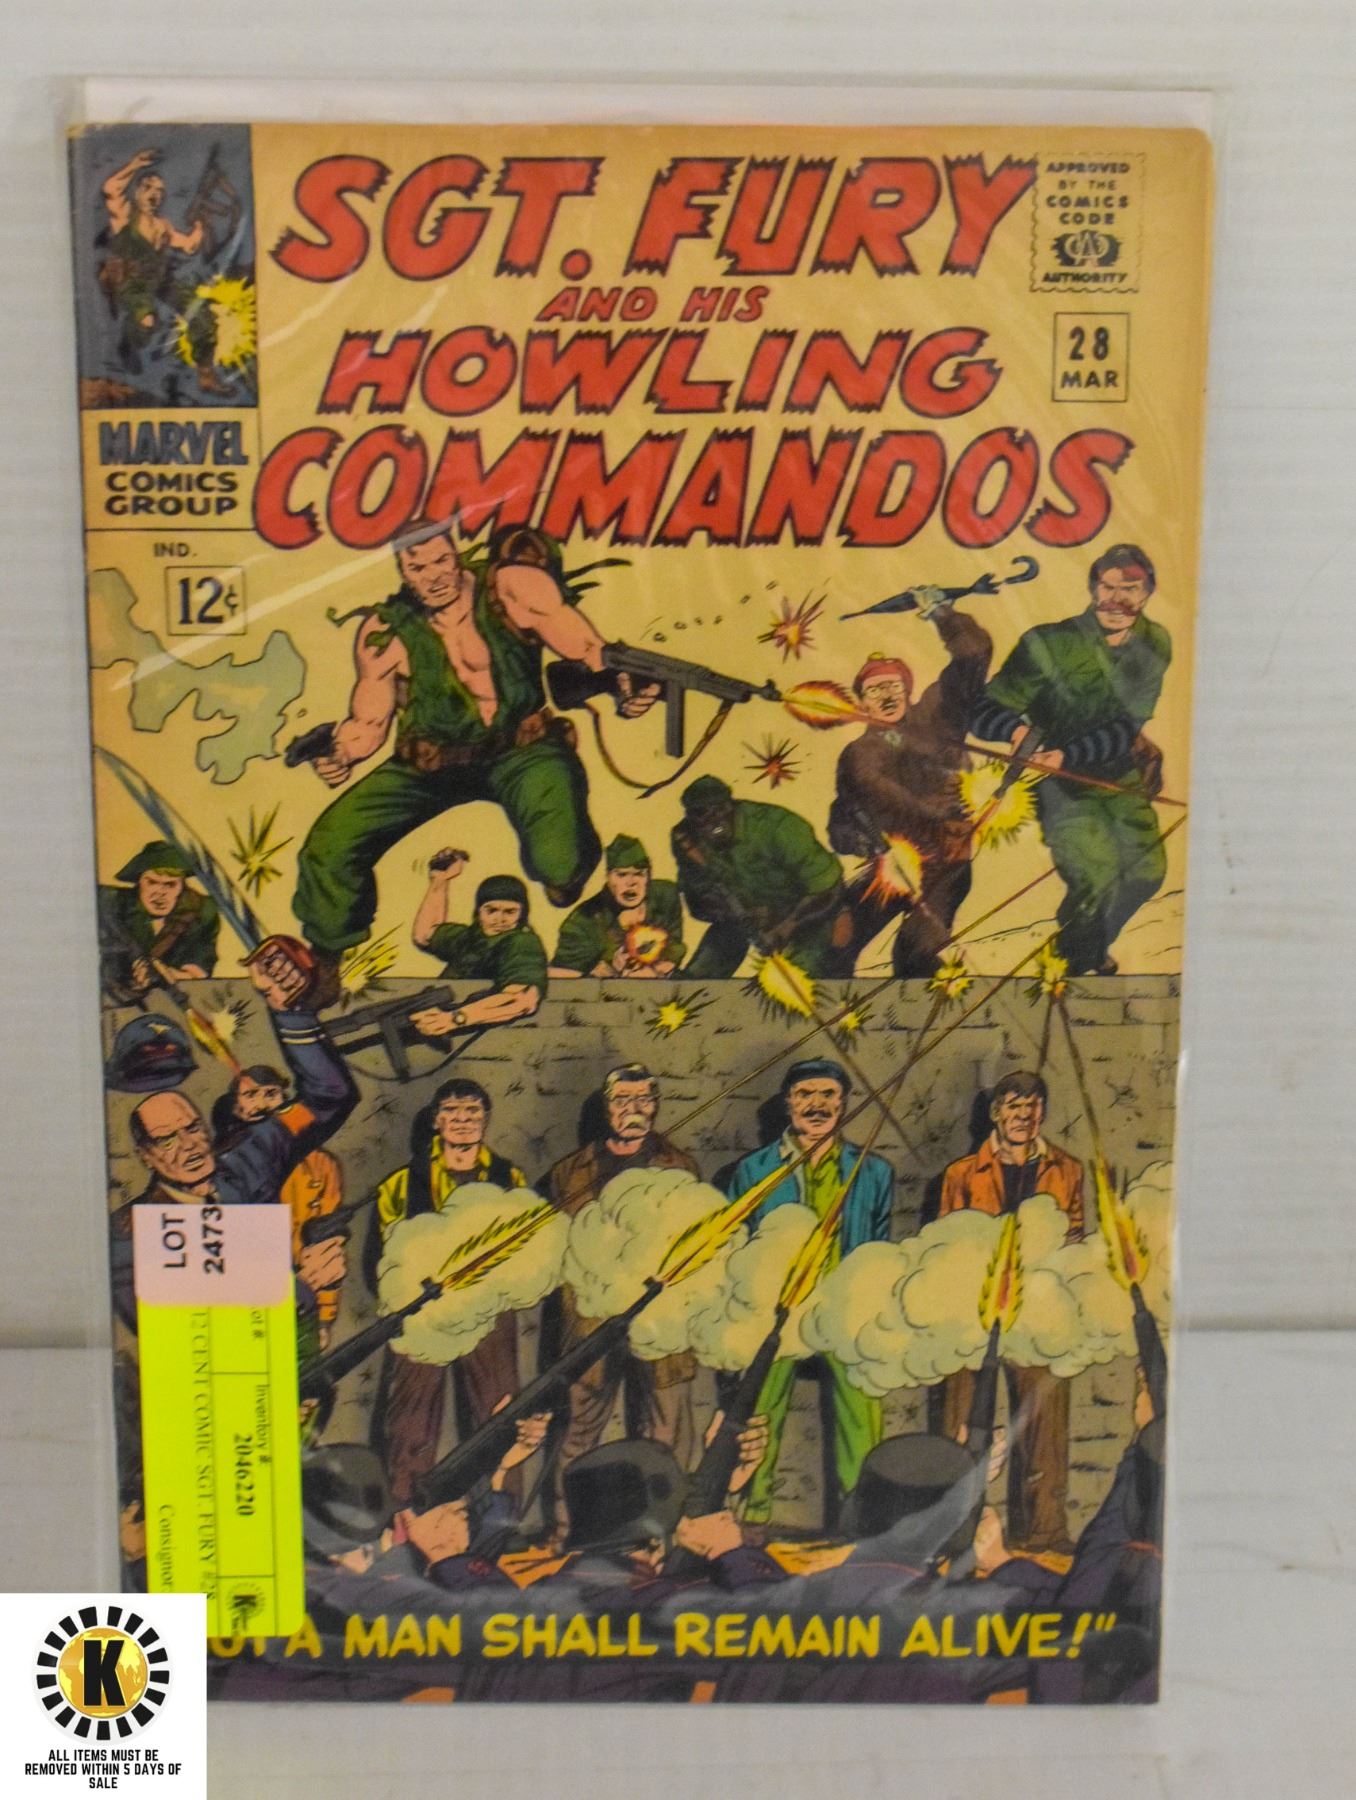 SGT. FURY
AND HIS
HOWLING
COMMANDOS
APPROVED
BY THE
COMICS
CODE
CA
AUTHORITY
28
MAR
MARVEL
COMICS
GROUP
IND.
12¢
LOT
2473
Inventory #
2046220
12 CENT COMIC SGT. FURY #28
Consignor:
A MAN SHALL REMAIN ALIVE!"
K
ALL ITEMS MUST BE
REMOVED WITHIN 5 DAYS OF
SALE